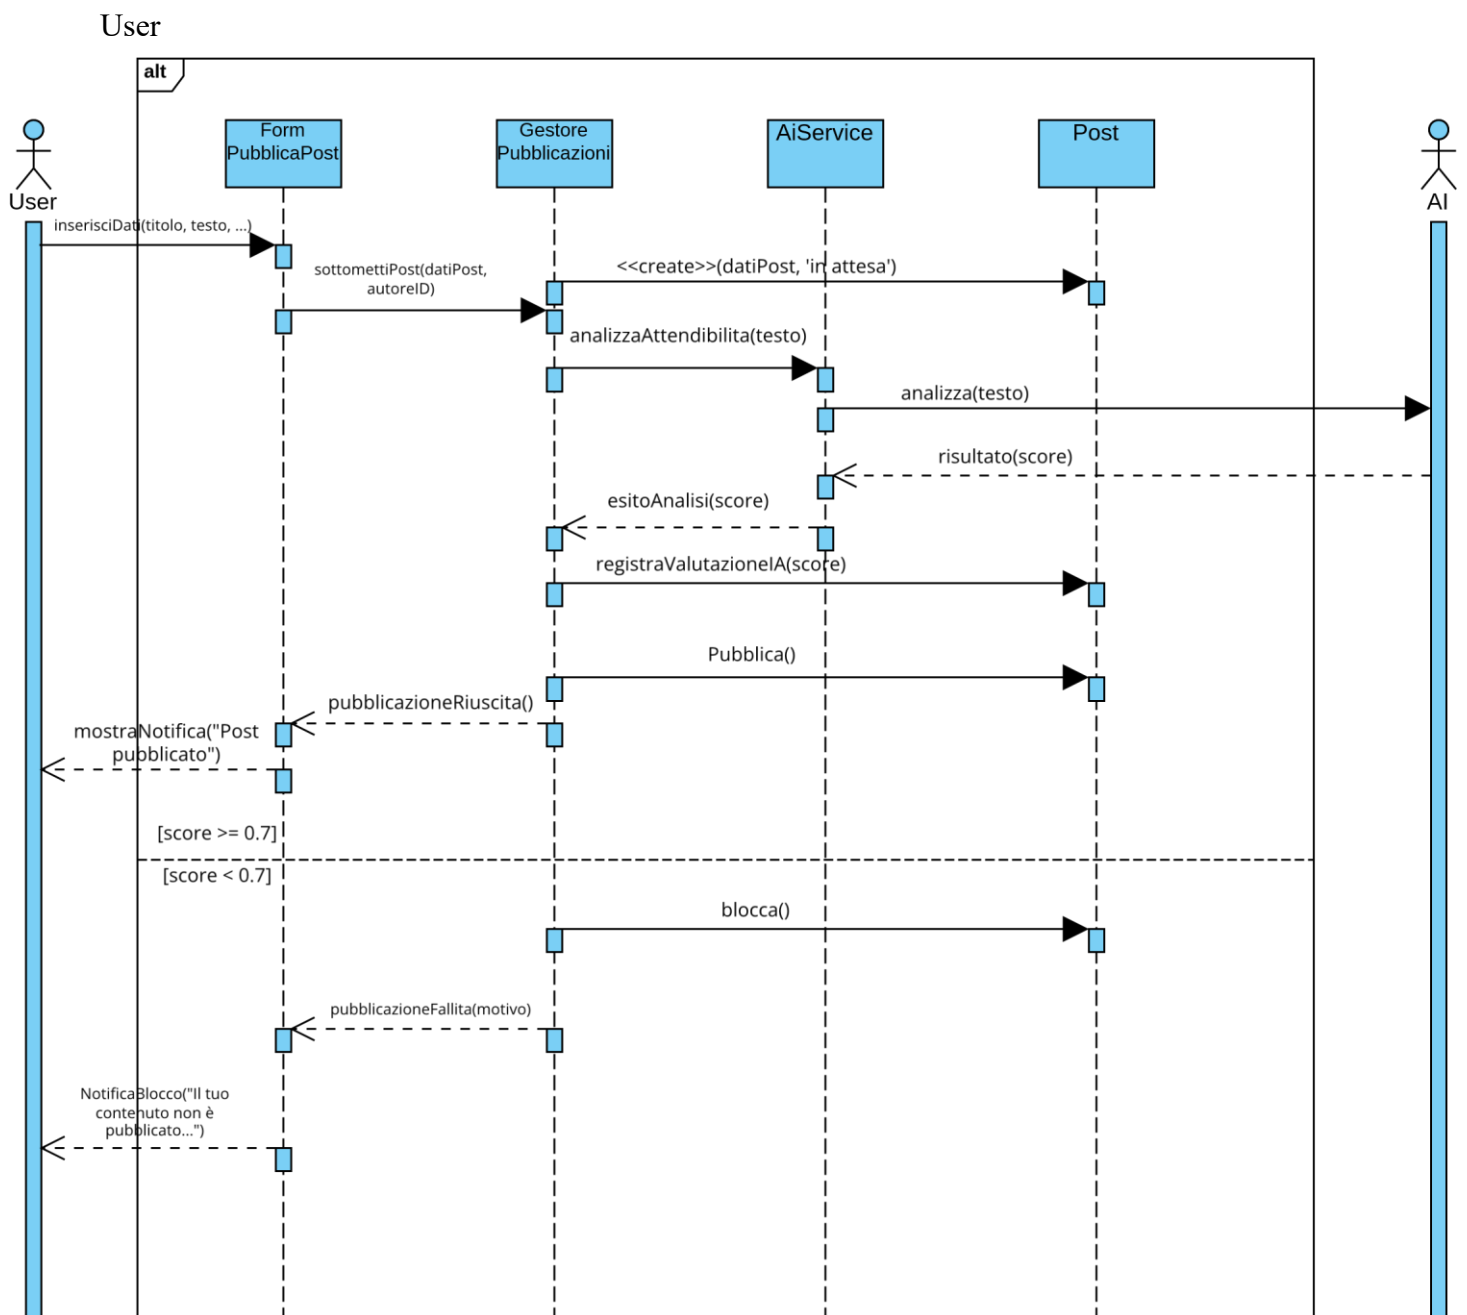 User
alt
Form
PubblicaPost
Gestore
Pubblicazioni
AiService
Post
User
AI
inserisciDati(titolo, testo, ...)
sottomettiPost(datiPost,
autoreID)
<<create>>(datiPost, 'in attesa')
analizzaAttendibilita(testo)
analizza(testo)
risultato(score)
esitoAnalisi(score)
registraValutazioneIA(score)
Pubblica()
pubblicazioneRiuscita()
mostraNotifica("Post
pubblicato")
[score >= 0.7]
[score < 0.7]
blocca()
pubblicazioneFallita(motivo)
NotificaBlocco("Il tuo
contenuto non è
pubblicato...")